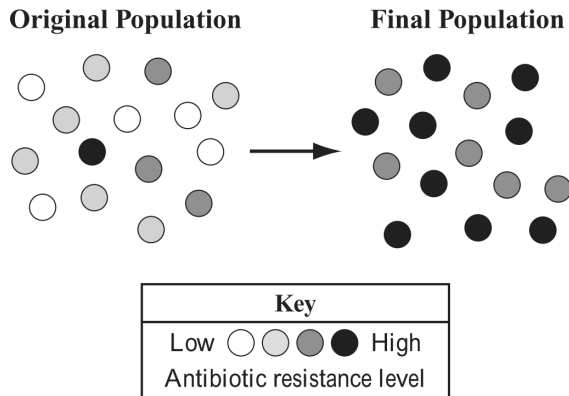 Original Population
Final Population
Key
Low High
Antibiotic resistance level